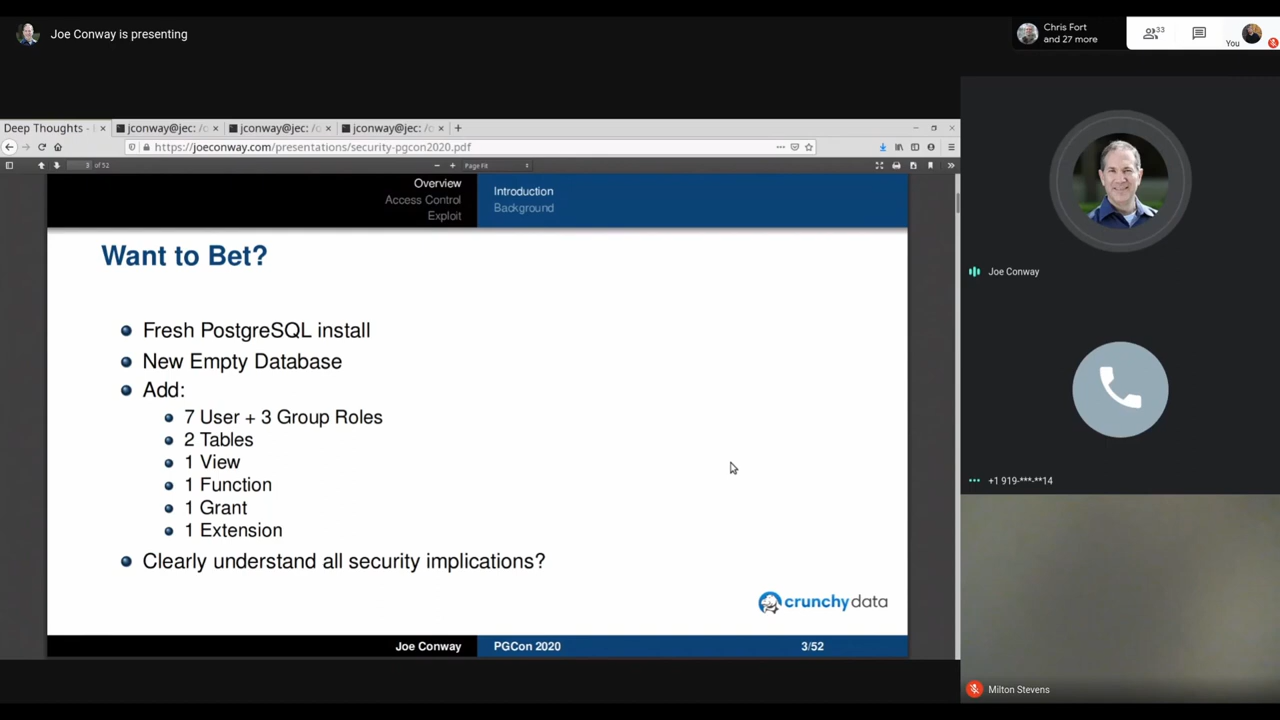 Joe Conway is presenting
Chris Fort
and 27 more
33
You
Deep Thoughts -
jconway@jec: /
jconway@jec: /
jconway@jec: /
https://joeconway.com/presentations/security-pgcon2020.pdf
3 of 52
Page Fit
Overview
Access Control
Exploit
Introduction
Background
Want to Bet?
Fresh PostgreSQL install
New Empty Database
Add:
7 User + 3 Group Roles
2 Tables
1 View
1 Function
1 Grant
1 Extension
Clearly understand all security implications?
crunchydata
Joe Conway
PGCon 2020
3/52
Joe Conway
+1 919-***-**14
Milton Stevens